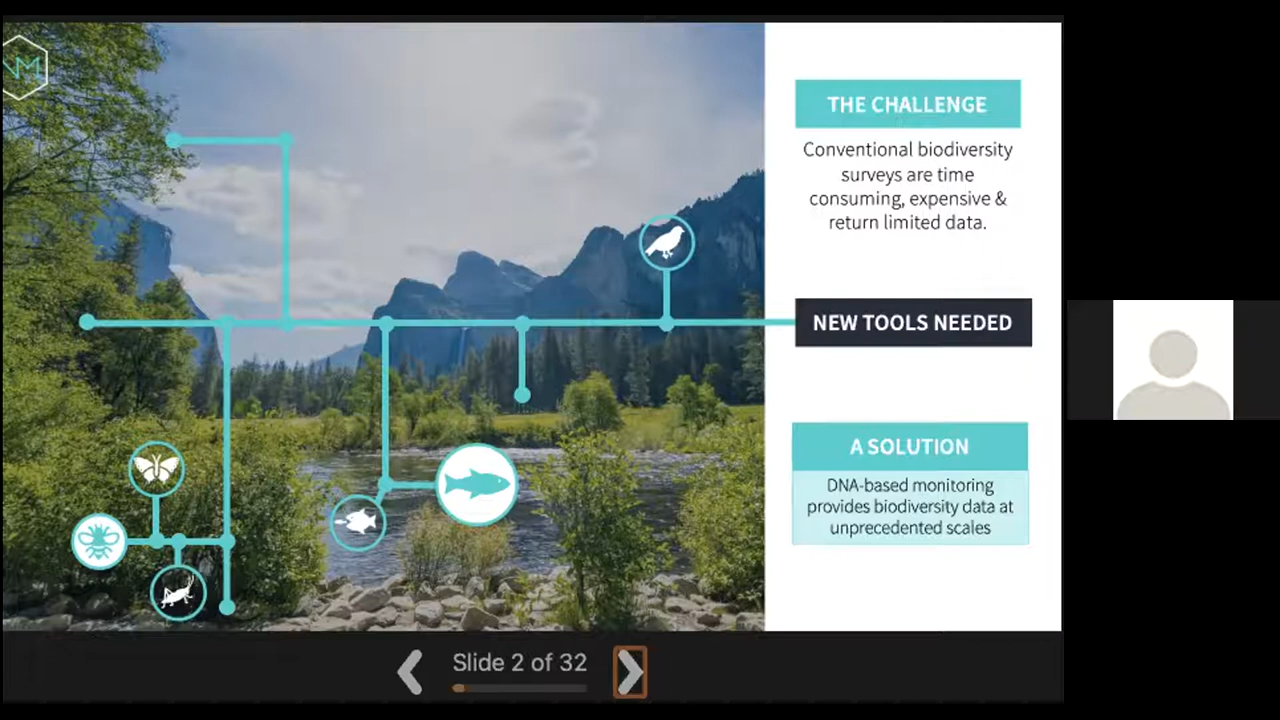 NM
THE CHALLENGE
Conventional biodiversity
surveys are time
consuming, expensive &
return limited data.
NEW TOOLS NEEDED
A SOLUTION
DNA-based monitoring
provides biodiversity data at
unprecedented scales
Slide 2 of 32